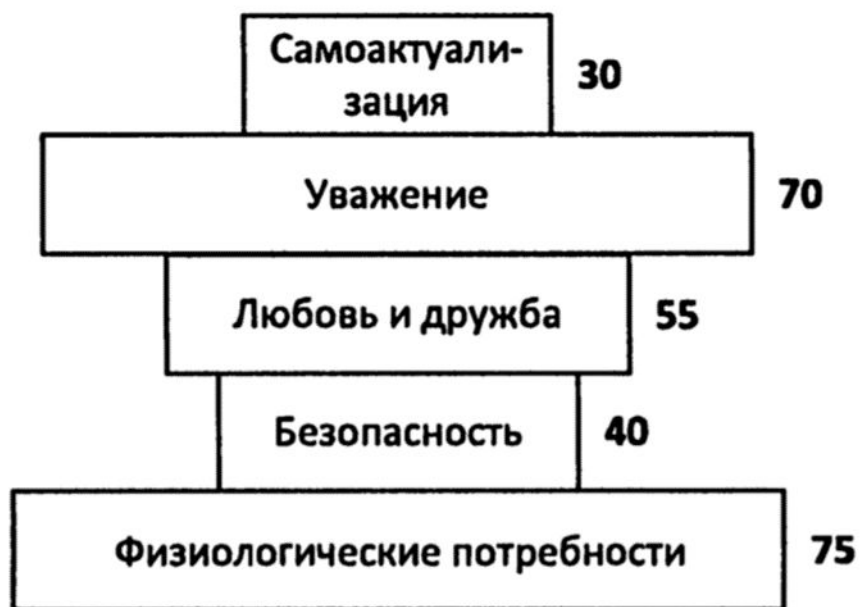 Самоактуали-
зация
30
Уважение
70
Любовь и дружба
55
Безопасность
40
Физиологические потребности
75